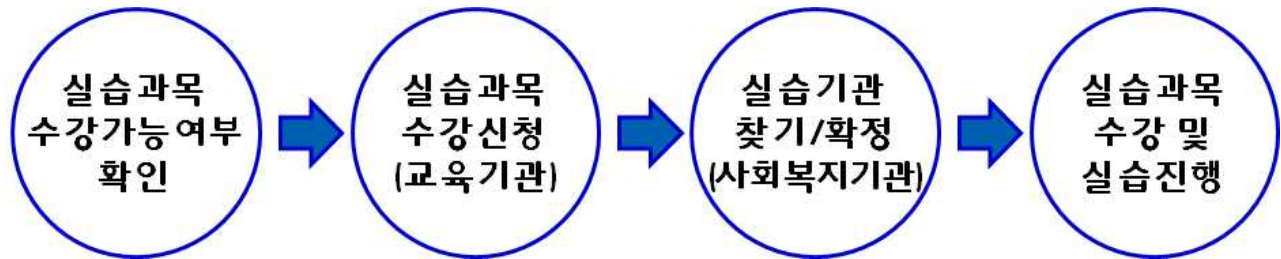 실습과목
수강가능여부
확인
실습과목
수강신청
(교육기관)
실습기관
찾기/확정
(사회복지기관)
실습과목
수강 및
실습진행